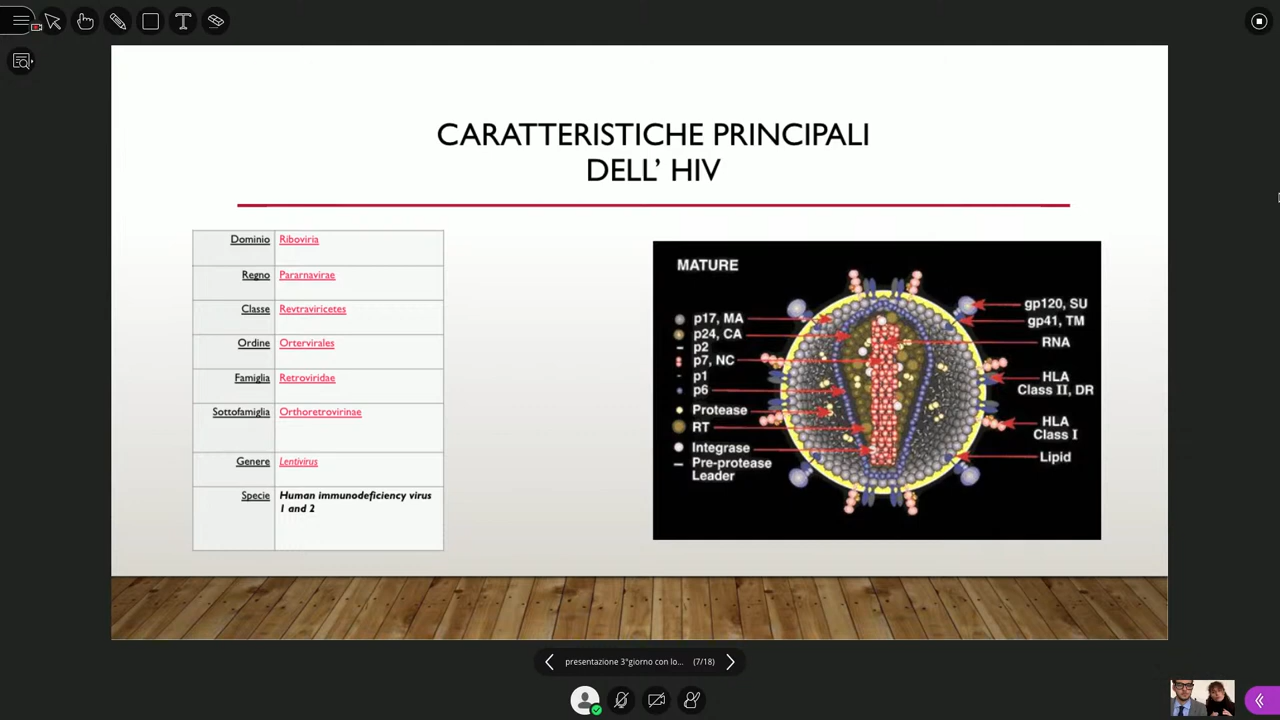 CARATTERISTICHE PRINCIPALI
DELL’ HIV
Dominio Riboviria
Regno Pararnavirae
Classe Revtraviricetes
Ordine Ortervirales
Famiglia Retroviridae
Sottofamiglia Orthoretrovirinae
Genere Lentivirus
Specie Human immunodeficiency virus
1 and 2
MATURE
p17, MA
p24, CA
p2
p7, NC
p1
p6
Protease
RT
Integrase
Pre-protease
Leader
gp120, SU
gp41, TM
RNA
HLA
Class II, DR
HLA
Class I
Lipid
presentazione 3°giorno con lo... (7/18)